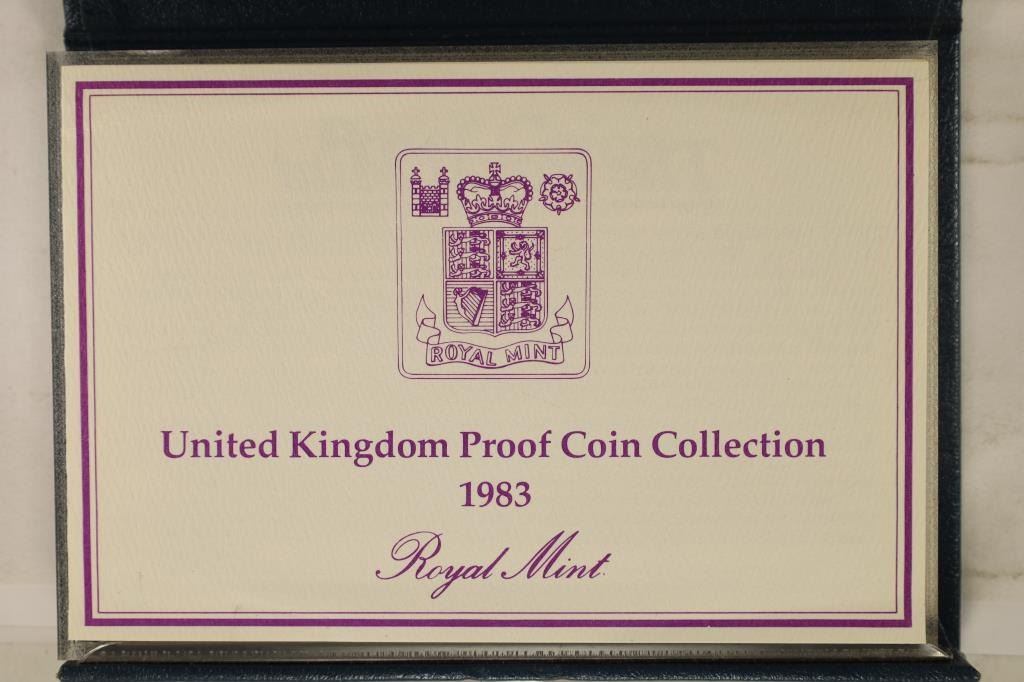 ROYAL MINT
United Kingdom Proof Coin Collection
1983
Royal Mint